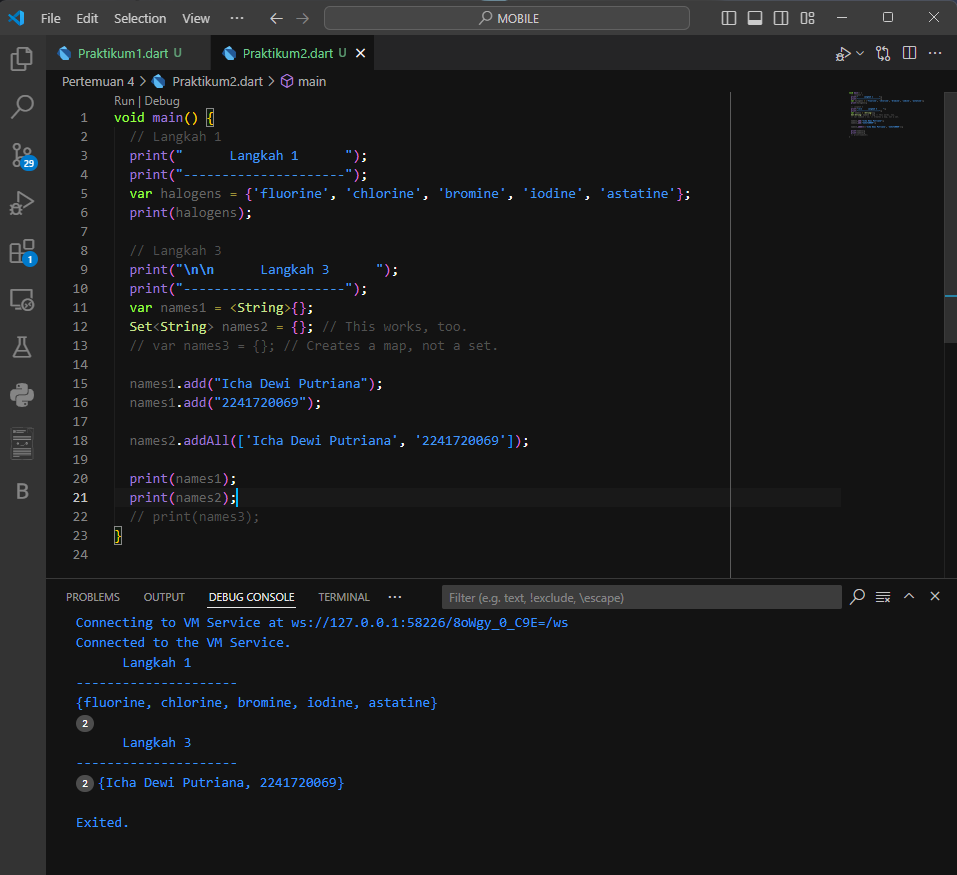 File Edit Selection View ··· MOBILE
Praktikum1.dart U Praktikum2.dart U
Pertemuan 4 > Praktikum2.dart > main
Run | Debug
1 void main() {
2 // Langkah 1
3 print("      Langkah 1      ");
4 print("---------------------");
5 var halogens = {'fluorine', 'chlorine', 'bromine', 'iodine', 'astatine'};
6 print(halogens);
7
8 // Langkah 3
9 print("\n\n      Langkah 3      ");
10 print("---------------------");
11 var names1 = <String>{};
12 Set<String> names2 = {}; // This works, too.
13 // var names3 = {}; // Creates a map, not a set.
14
15 names1.add("Icha Dewi Putriana");
16 names1.add("2241720069");
17
18 names2.addAll(['Icha Dewi Putriana', '2241720069']);
19
20 print(names1);
21 print(names2);
22 // print(names3);
23 }
24
29
1
B
PROBLEMS OUTPUT DEBUG CONSOLE TERMINAL ··· Filter (e.g. text, !exclude, \escape)
Connecting to VM Service at ws://127.0.0.1:58226/8oWgy_0_C9E=/ws
Connected to the VM Service.
Langkah 1
---------------------
{fluorine, chlorine, bromine, iodine, astatine}
2
Langkah 3
---------------------
2 {Icha Dewi Putriana, 2241720069}
Exited.